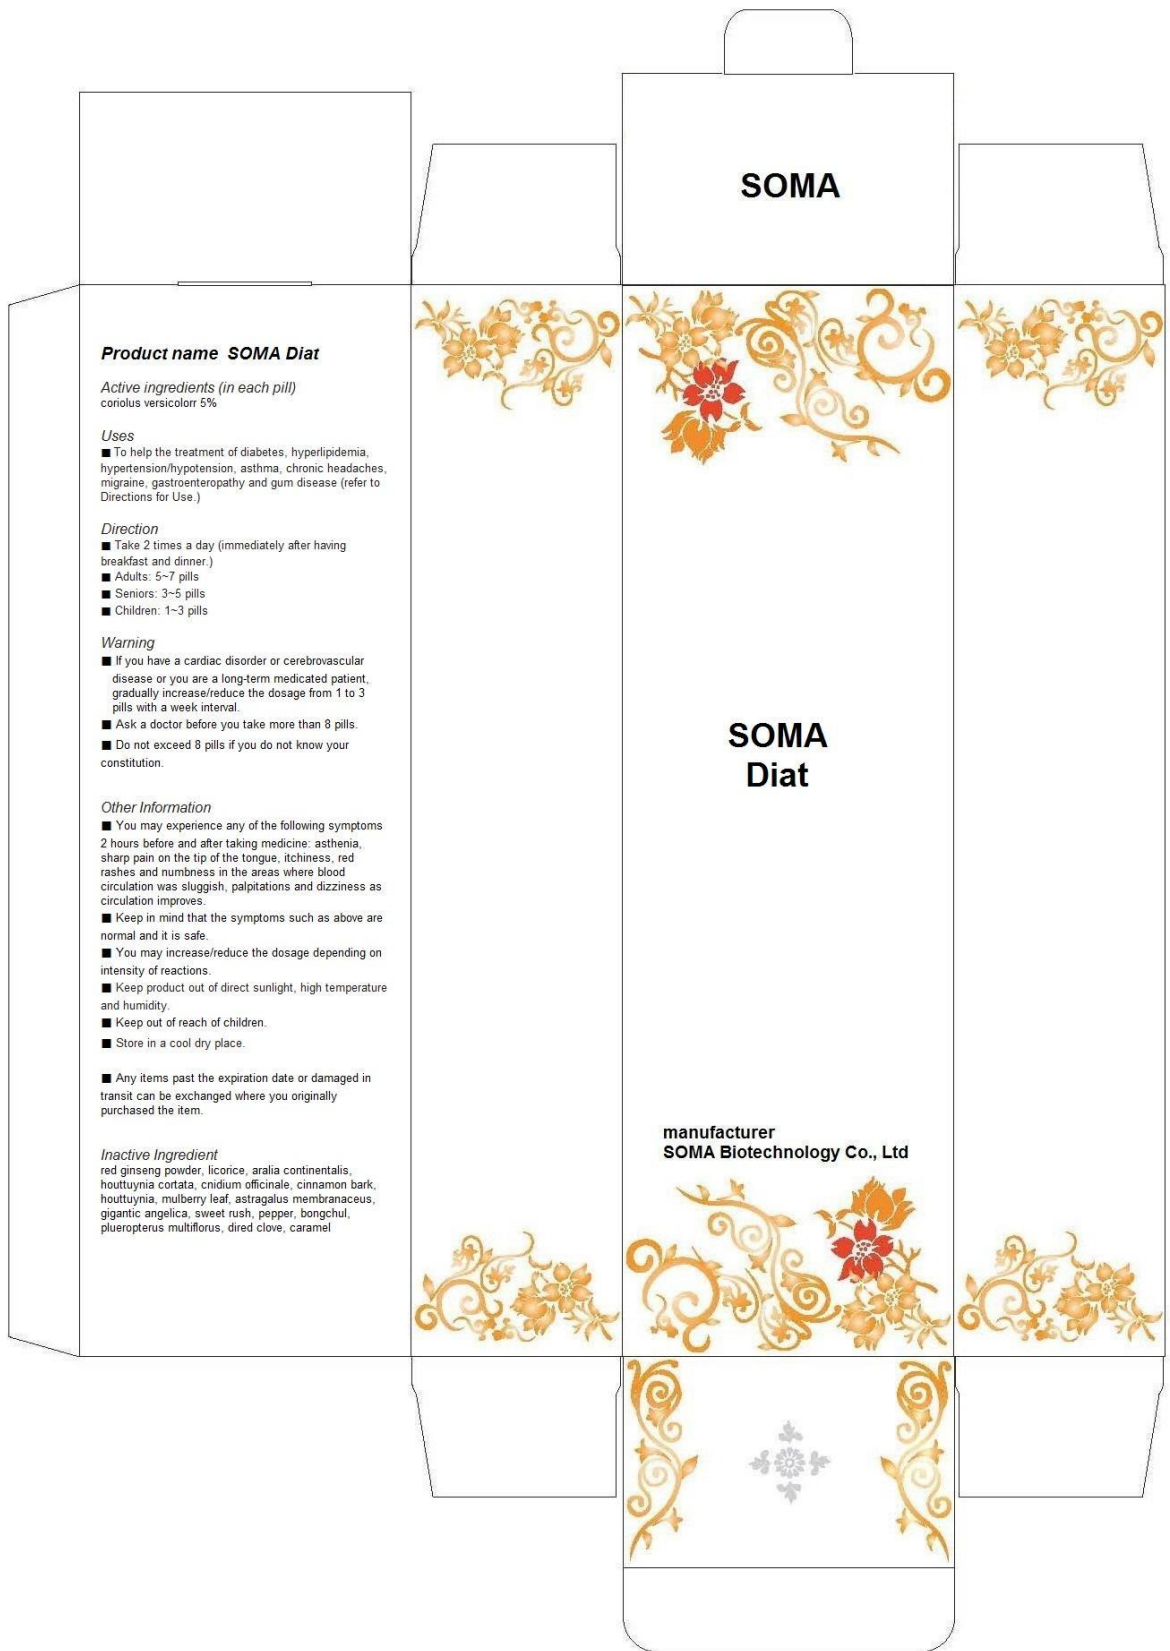 SOMA
Product name  SOMA Diat
Active ingredients (in each pill)
coriolus versicolorr 5%
Uses
■ To help the treatment of diabetes, hyperlipidemia,
hypertension/hypotension, asthma, chronic headaches,
migraine, gastroenteropathy and gum disease (refer to
Directions for Use.)
Direction
■ Take 2 times a day (immediately after having
breakfast and dinner.)
■ Adults: 5~7 pills
■ Seniors: 3~5 pills
■ Children: 1~3 pills
Warning
■ If you have a cardiac disorder or cerebrovascular
disease or you are a long-term medicated patient,
gradually increase/reduce the dosage from 1 to 3
pills with a week interval.
■ Ask a doctor before you take more than 8 pills.
■ Do not exceed 8 pills if you do not know your
constitution.
Other Information
■ You may experience any of the following symptoms
2 hours before and after taking medicine: asthenia,
sharp pain on the tip of the tongue, itchiness, red
rashes and numbness in the areas where blood
circulation was sluggish, palpitations and dizziness as
circulation improves.
■ Keep in mind that the symptoms such as above are
normal and it is safe.
■ You may increase/reduce the dosage depending on
intensity of reactions.
■ Keep product out of direct sunlight, high temperature
and humidity.
■ Keep out of reach of children.
■ Store in a cool dry place.
■ Any items past the expiration date or damaged in
transit can be exchanged where you originally
purchased the item.
Inactive Ingredient
red ginseng powder, licorice, aralia continentalis,
houttuynia cortata, cnidium officinale, cinnamon bark,
houttuynia, mulberry leaf, astragalus membranaceus,
gigantic angelica, sweet rush, pepper, bongchul,
plueropterus multiflorus, dired clove, caramel
SOMA
Diat
manufacturer
SOMA Biotechnology Co., Ltd